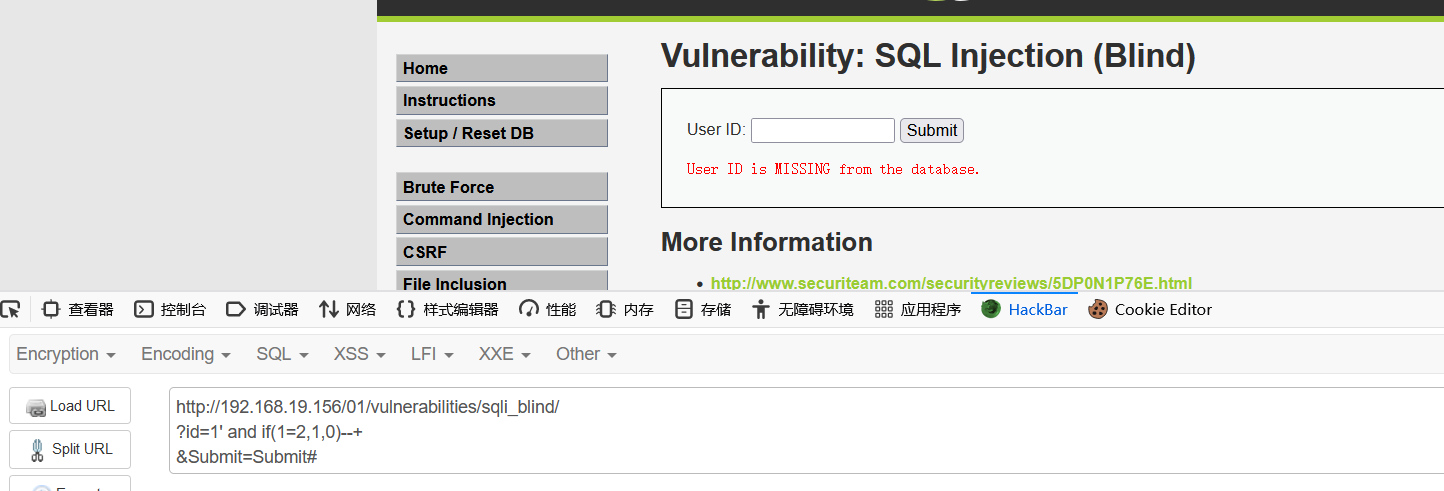 Vulnerability: SQL Injection (Blind)
Home
Instructions
Setup / Reset DB
Brute Force
Command Injection
CSRF
File Inclusion
User ID: Submit
User ID is MISSING from the database.
More Information
http://www.securiteam.com/securityreviews/5DP0N1P76E.html
查看器 控制台 调试器 网络 样式编辑器 性能 内存 存储 无障碍环境 应用程序 HackBar Cookie Editor
Encryption Encoding SQL XSS LFI XXE Other
Load URL
Split URL
http://192.168.19.156/01/vulnerabilities/sqli_blind/
?id=1' and if(1=2,1,0)--+
&Submit=Submit#